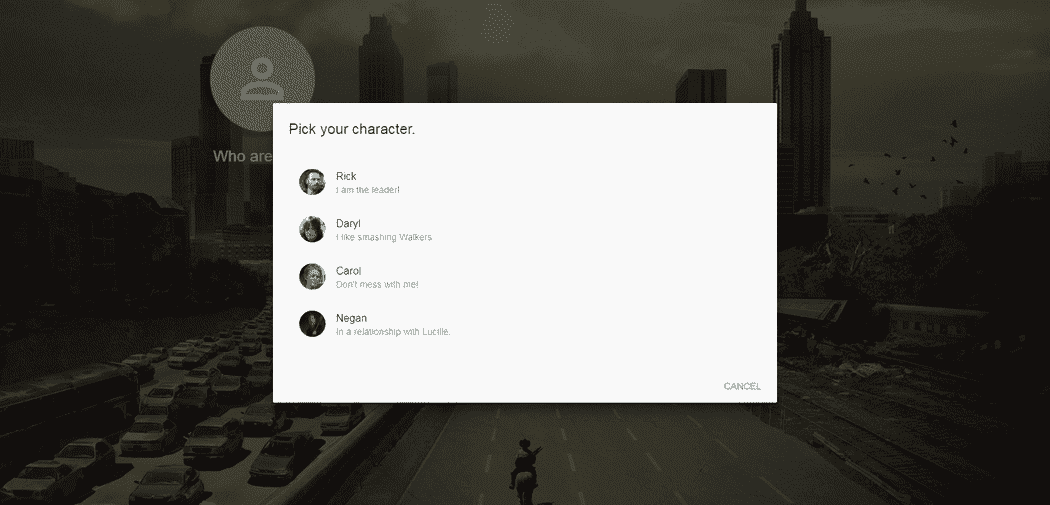 Who are
Pick your character.
Rick
I am the leader!
Daryl
I like smashing Walkers
Carol
Don't mess with me!
Negan
In a relationship with Lucille.
CANCEL